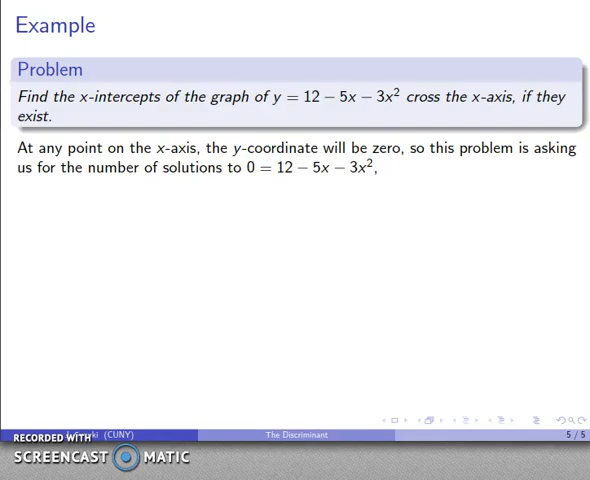 Example
Problem
Find the x-intercepts of the graph of y = 12 − 5x − 3x² cross the x-axis, if they
exist.
At any point on the x-axis, the y-coordinate will be zero, so this problem is asking
us for the number of solutions to 0 = 12 − 5x − 3x²,
(CUNY)
The Discriminant
5 / 5
RECORDED WITH
SCREENCAST MATIC